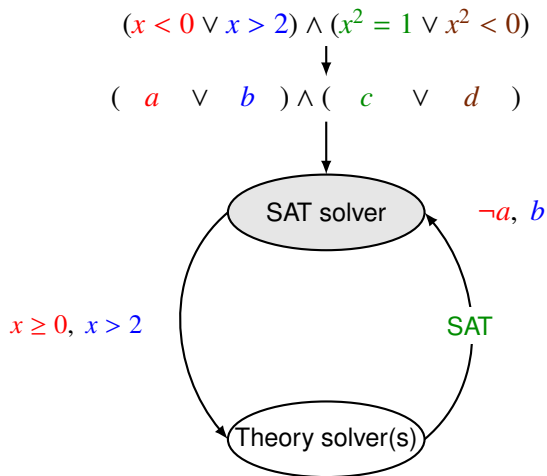 (x < 0 ∨ x > 2) ∧ (x² = 1 ∨ x² < 0)
( a ∨ b ) ∧ ( c ∨ d )
SAT solver
¬a, b
x ≥ 0, x > 2
SAT
Theory solver(s)